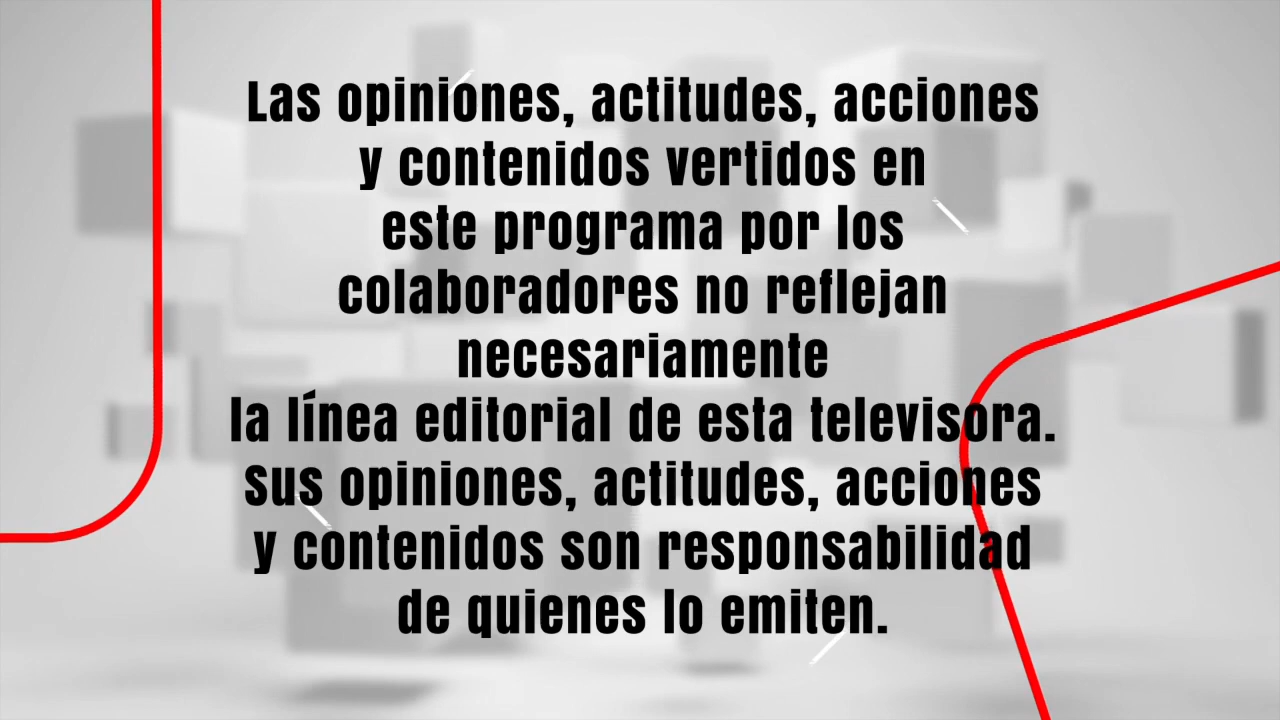 Las opiniones, actitudes, acciones
y contenidos vertidos en
este programa por los
colaboradores no reflejan
necesariamente
la línea editorial de esta televisora.
Sus opiniones, actitudes, acciones
y contenidos son responsabilidad
de quienes lo emiten.